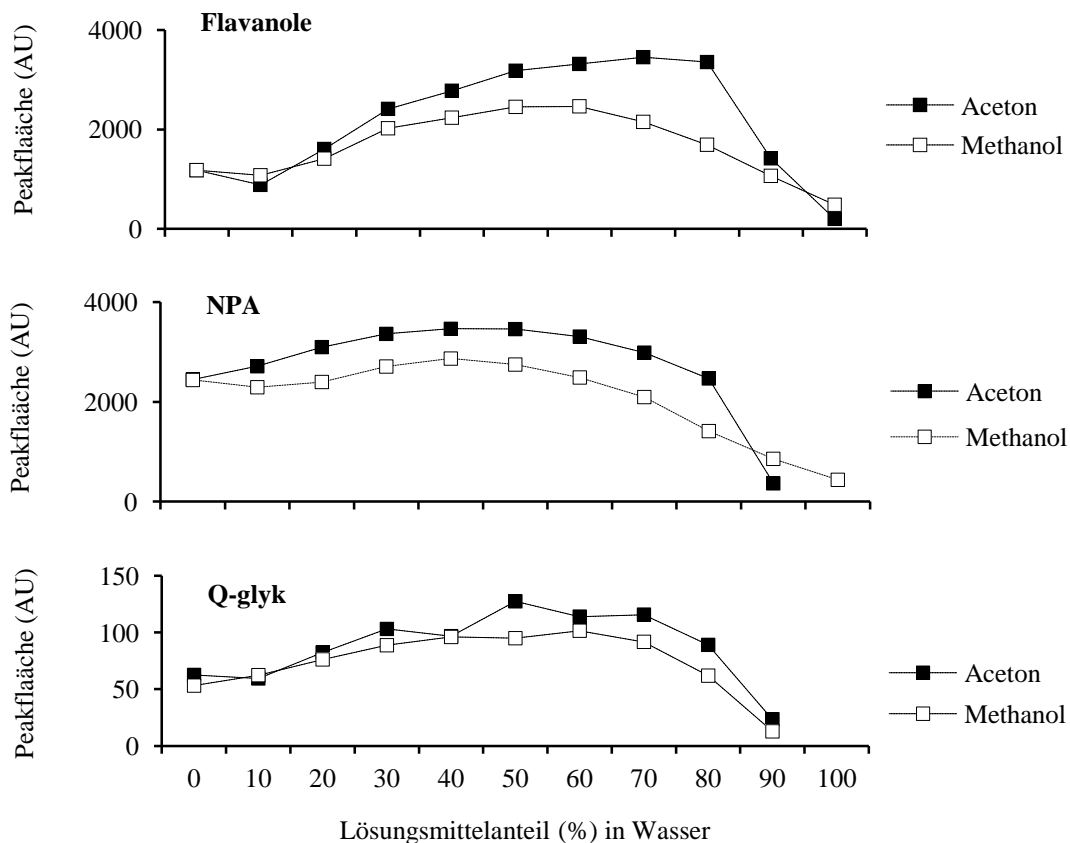 Flavanole
Peakflaäche (AU)
4000
2000
0
Aceton
Methanol
NPA
Peakflaäche (AU)
4000
2000
0
Aceton
Methanol
Q-glyk
Peakflaäche (AU)
150
100
50
0
Aceton
Methanol
0 10 20 30 40 50 60 70 80 90 100
Lösungsmittelanteil (%) in Wasser